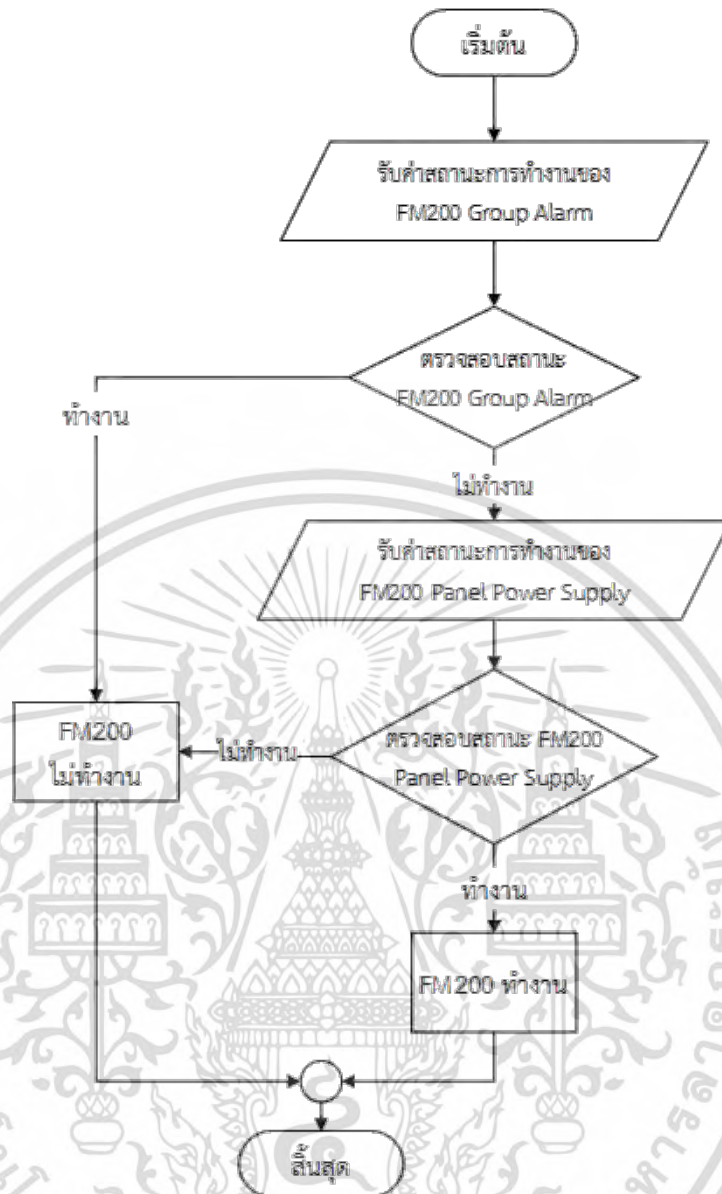 เริ่มต้น
รับค่าสถานะการทำงานของ
FM200 Group Alarm
ตรวจสอบสถานะ
FM200 Group Alarm
ทำงาน
ไม่ทำงาน
รับค่าสถานะการทำงานของ
FM200 Panel Power Supply
ตรวจสอบสถานะ FM200
Panel Power Supply
ไม่ทำงาน
FM200
ไม่ทำงาน
ทำงาน
FM200 ทำงาน
สิ้นสุด